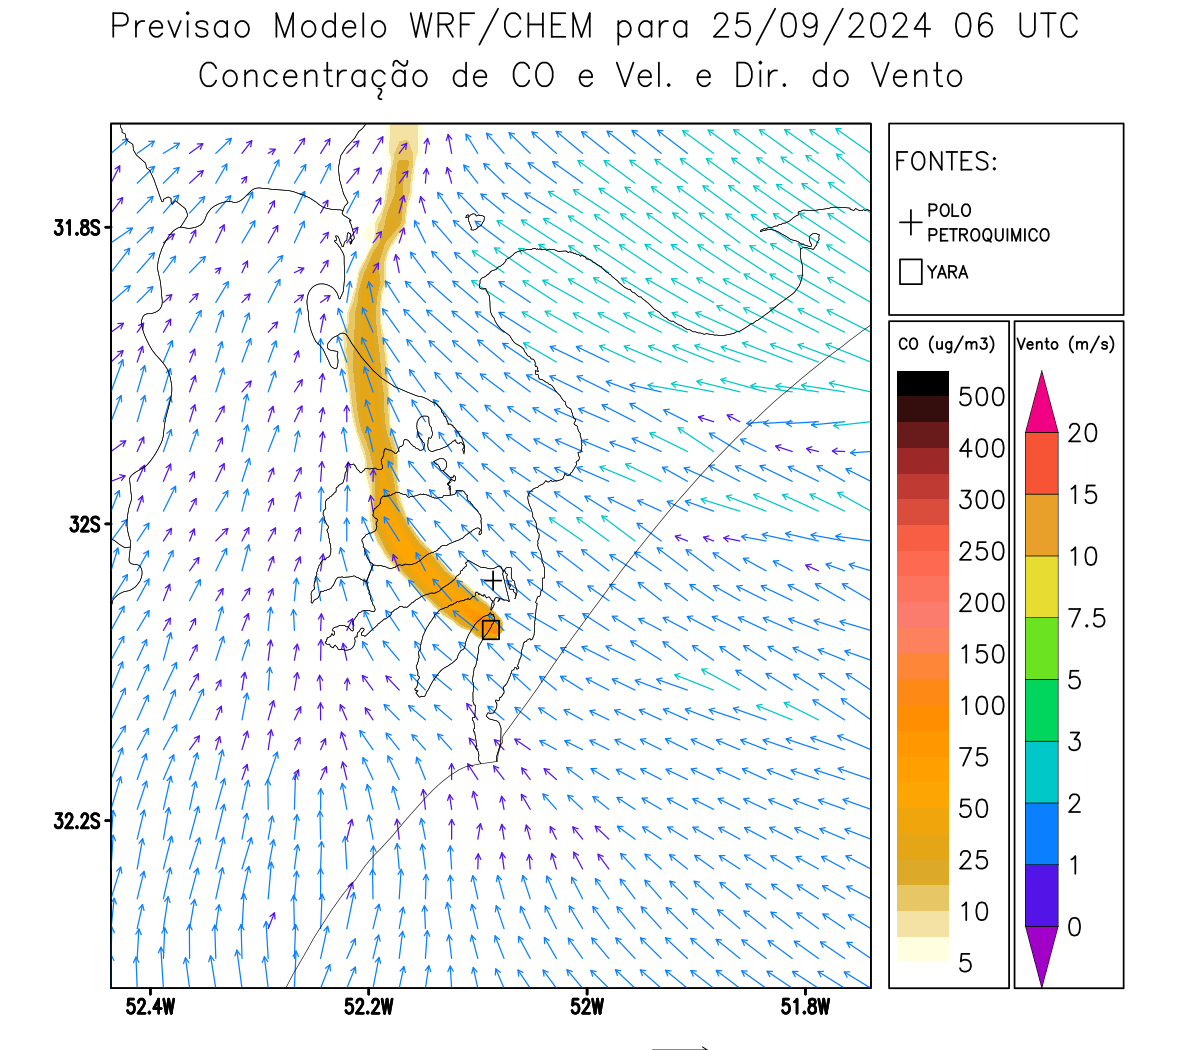 Previsao Modelo WRF/CHEM para 25/09/2024 06 UTC
Concentração de CO e Vel. e Dir. do Vento
FONTES:
POLO
PETROQUIMICO
YARA
CO (ug/m3)
500
400
300
250
200
150
100
75
50
25
10
5
Vento (m/s)
20
15
10
7.5
5
3
2
1
0
31.8S
32S
32.2S
52.4W
52.2W
52W
51.8W